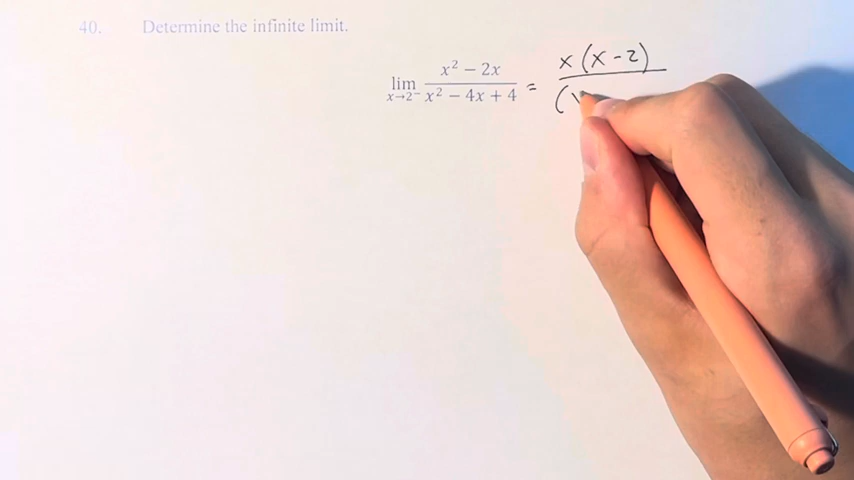 40. Determine the infinite limit.
lim x→2⁻ (x² − 2x)/(x² − 4x + 4) = x(x-2)
(x